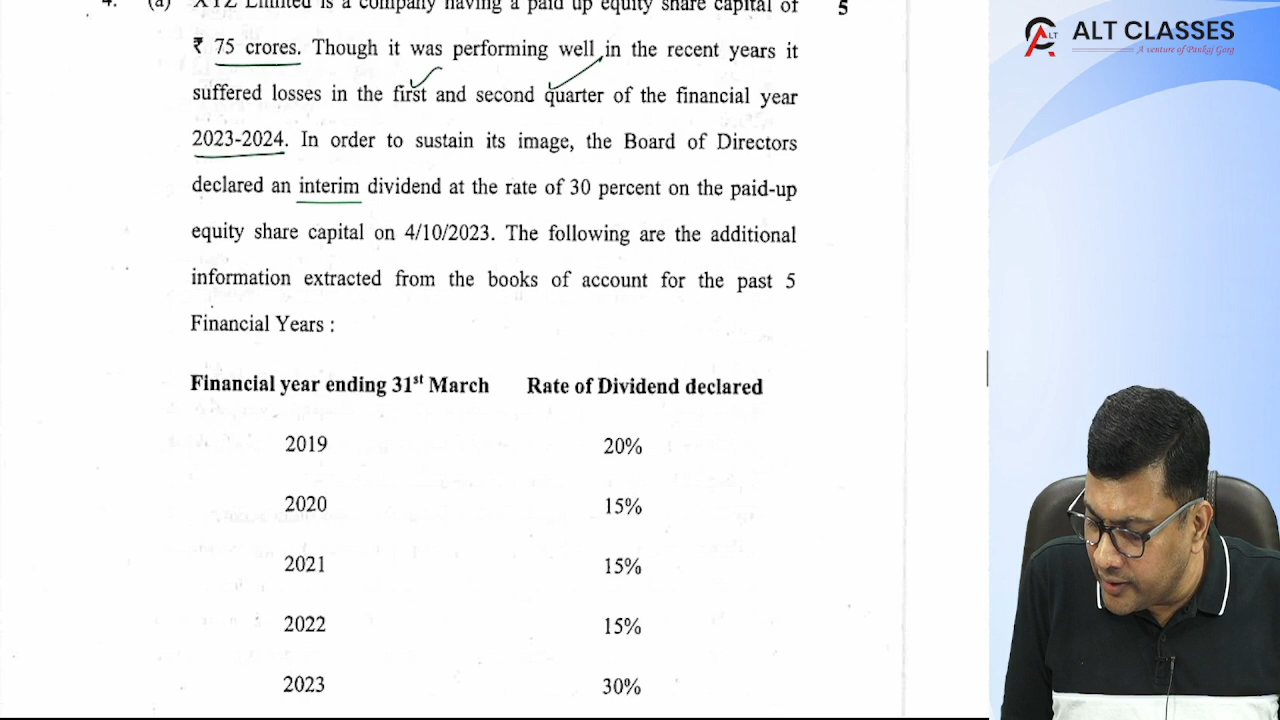 4. (a) XYZ Limited is a company having a paid up equity share capital of 5
₹ 75 crores. Though it was performing well in the recent years it
suffered losses in the first and second quarter of the financial year
2023-2024. In order to sustain its image, the Board of Directors
declared an interim dividend at the rate of 30 percent on the paid-up
equity share capital on 4/10/2023. The following are the additional
information extracted from the books of account for the past 5
Financial Years :
Financial year ending 31st March Rate of Dividend declared
2019 20%
2020 15%
2021 15%
2022 15%
2023 30%
ALT
ALT CLASSES
A venture of Pankaj Garg